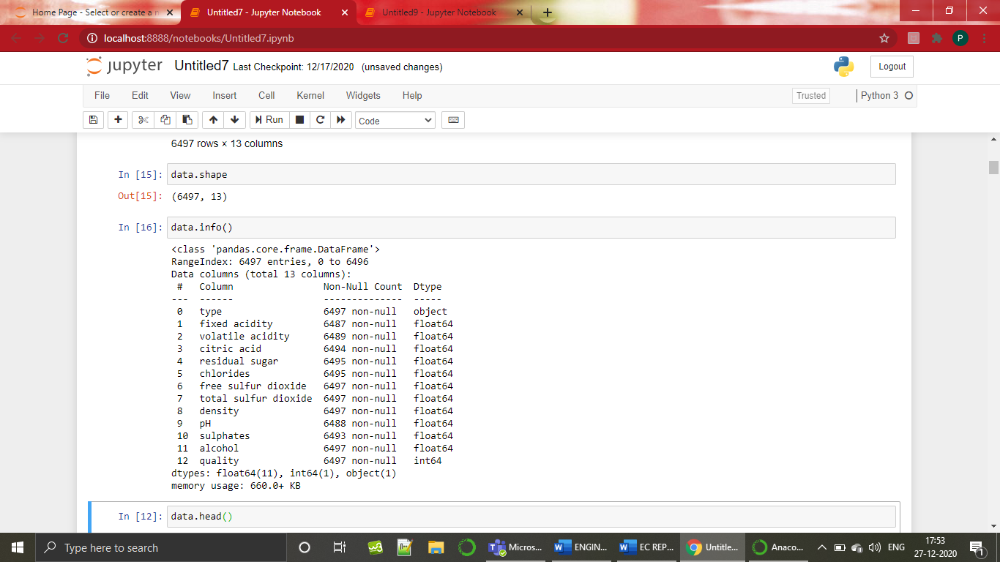 Home Page - Select or create a n
Untitled7 - Jupyter Notebook
Untitled9 - Jupyter Notebook
localhost:8888/notebooks/Untitled7.ipynb
P
jupyter Untitled7 Last Checkpoint: 12/17/2020 (unsaved changes)
Logout
File Edit View Insert Cell Kernel Widgets Help
Trusted
Python 3
Run
Code
6497 rows × 13 columns
In [15]: data.shape
Out[15]: (6497, 13)
In [16]: data.info()
<class 'pandas.core.frame.DataFrame'>
RangeIndex: 6497 entries, 0 to 6496
Data columns (total 13 columns):
# Column Non-Null Count Dtype
--- ------ -------------- -----
0 type 6497 non-null object
1 fixed acidity 6487 non-null float64
2 volatile acidity 6489 non-null float64
3 citric acid 6494 non-null float64
4 residual sugar 6495 non-null float64
5 chlorides 6495 non-null float64
6 free sulfur dioxide 6497 non-null float64
7 total sulfur dioxide 6497 non-null float64
8 density 6497 non-null float64
9 pH 6488 non-null float64
10 sulphates 6493 non-null float64
11 alcohol 6497 non-null float64
12 quality 6497 non-null int64
dtypes: float64(11), int64(1), object(1)
memory usage: 660.0+ KB
In [12]: data.head()
Type here to search
Micros...
ENGIN...
EC REP...
Untitle...
Anaco...
ENG
17:53
27-12-2020
1